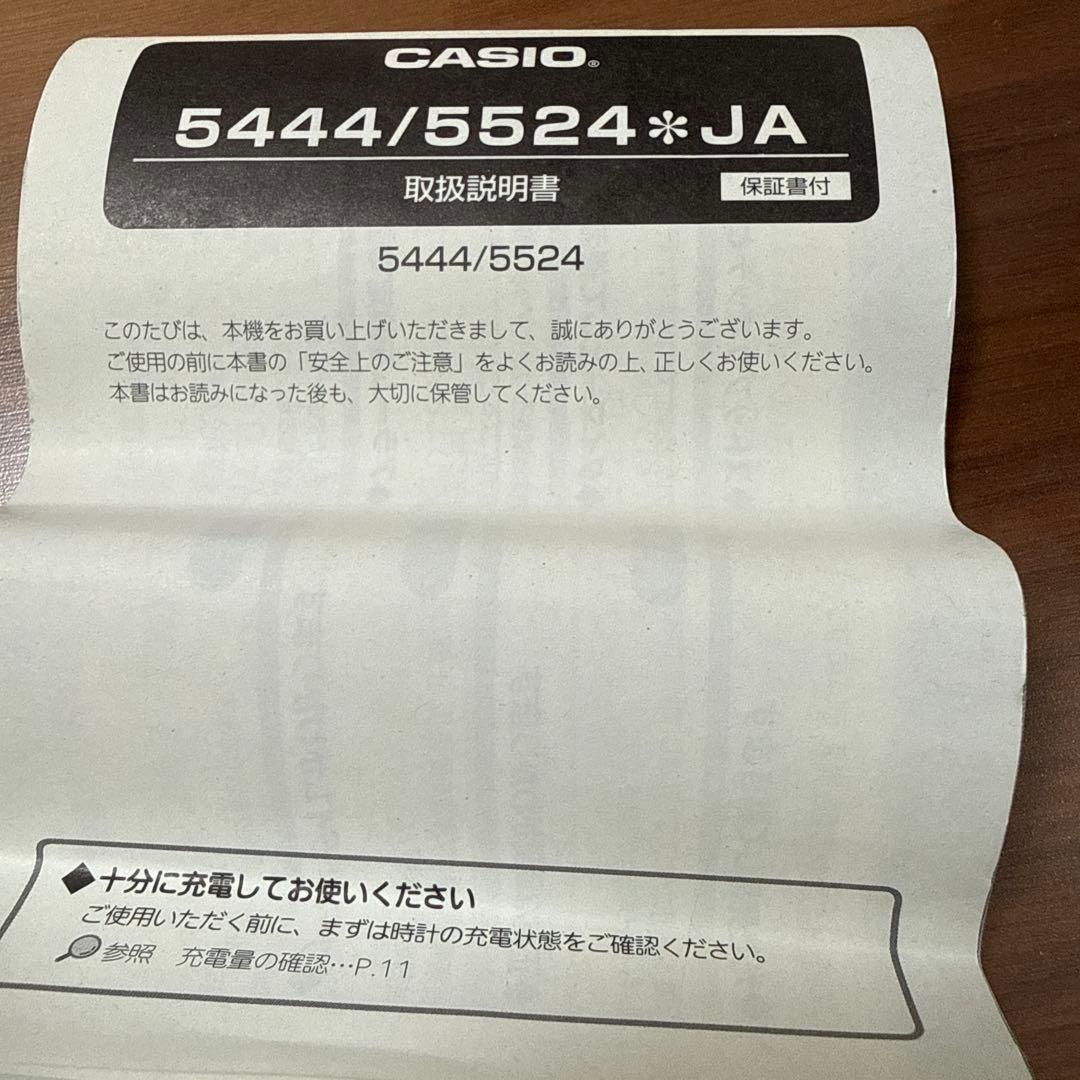 CASIO®
5444/5524＊JA
取扱説明書
保証書付
5444/5524
このたびは、本機をお買い上げいただきまして、誠にありがとうございます。
ご使用の前に本書の「安全上のご注意」をよくお読みの上、正しくお使いください。
本書はお読みになった後も、大切に保管してください。
◆十分に充電してお使いください
ご使用いただく前に、まずは時計の充電状態をご確認ください。
参照 充電量の確認…P.11